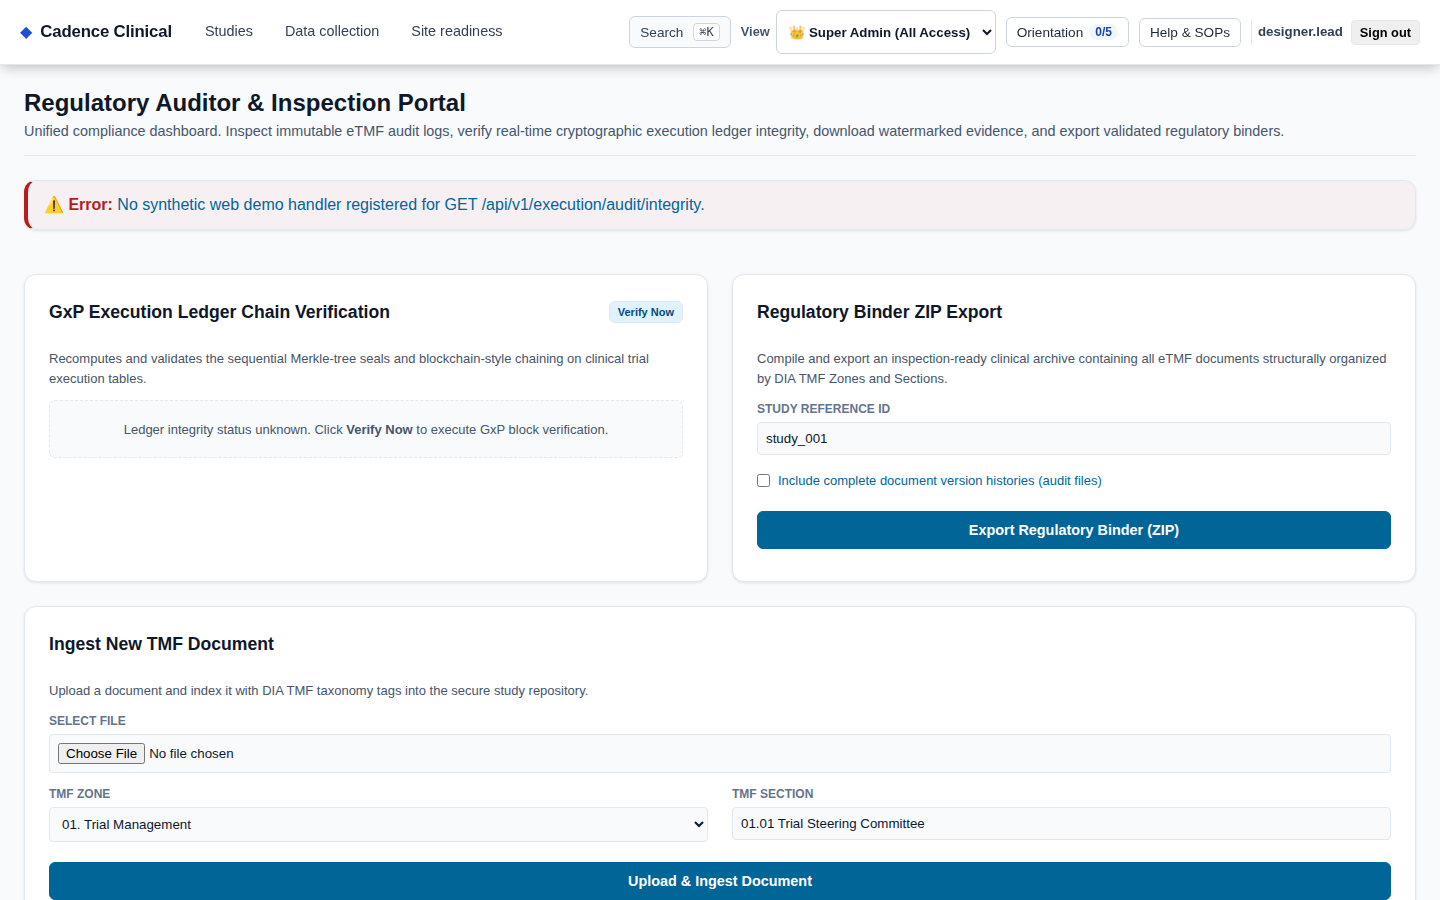 Cadence Clinical
Studies
Data collection
Site readiness
Search ⌘K
View
👑 Super Admin (All Access)
Orientation 0/5
Help & SOPs
designer.lead
Sign out
Regulatory Auditor & Inspection Portal
Unified compliance dashboard. Inspect immutable eTMF audit logs, verify real-time cryptographic execution ledger integrity, download watermarked evidence, and export validated regulatory binders.
⚠️ Error: No synthetic web demo handler registered for GET /api/v1/execution/audit/integrity.
GxP Execution Ledger Chain Verification
Verify Now
Recomputes and validates the sequential Merkle-tree seals and blockchain-style chaining on clinical trial
execution tables.
Ledger integrity status unknown. Click Verify Now to execute GxP block verification.
Regulatory Binder ZIP Export
Compile and export an inspection-ready clinical archive containing all eTMF documents structurally organized
by DIA TMF Zones and Sections.
STUDY REFERENCE ID
study_001
Include complete document version histories (audit files)
Export Regulatory Binder (ZIP)
Ingest New TMF Document
Upload a document and index it with DIA TMF taxonomy tags into the secure study repository.
SELECT FILE
Choose File No file chosen
TMF ZONE
01. Trial Management
TMF SECTION
01.01 Trial Steering Committee
Upload & Ingest Document